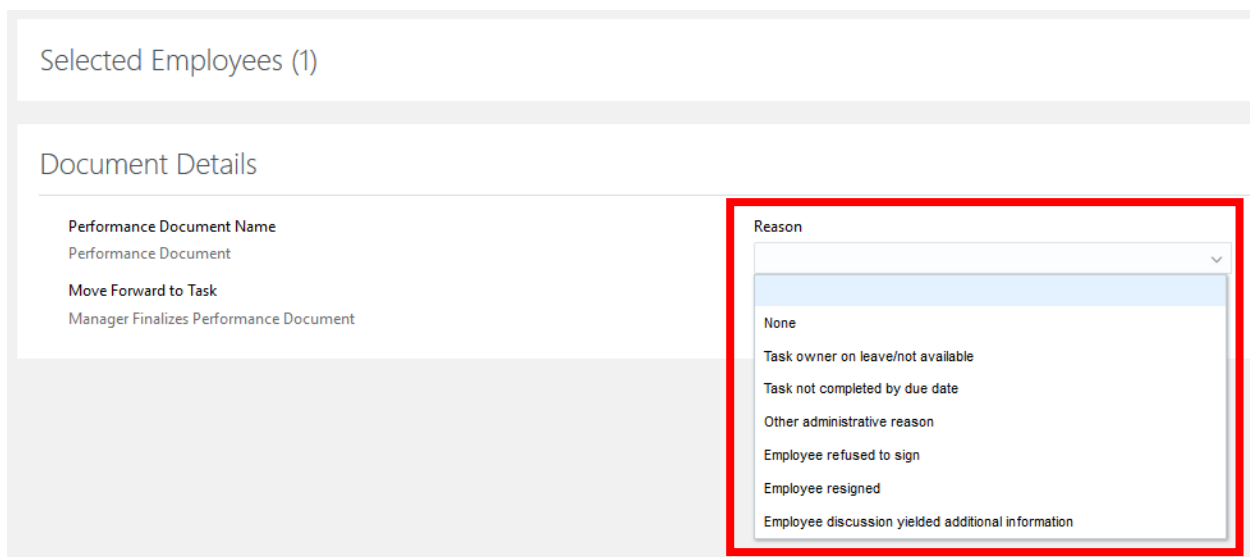 Selected Employees (1)
Document Details
Performance Document Name
Performance Document
Move Forward to Task
Manager Finalizes Performance Document
Reason
None
Task owner on leave/not available
Task not completed by due date
Other administrative reason
Employee refused to sign
Employee resigned
Employee discussion yielded additional information